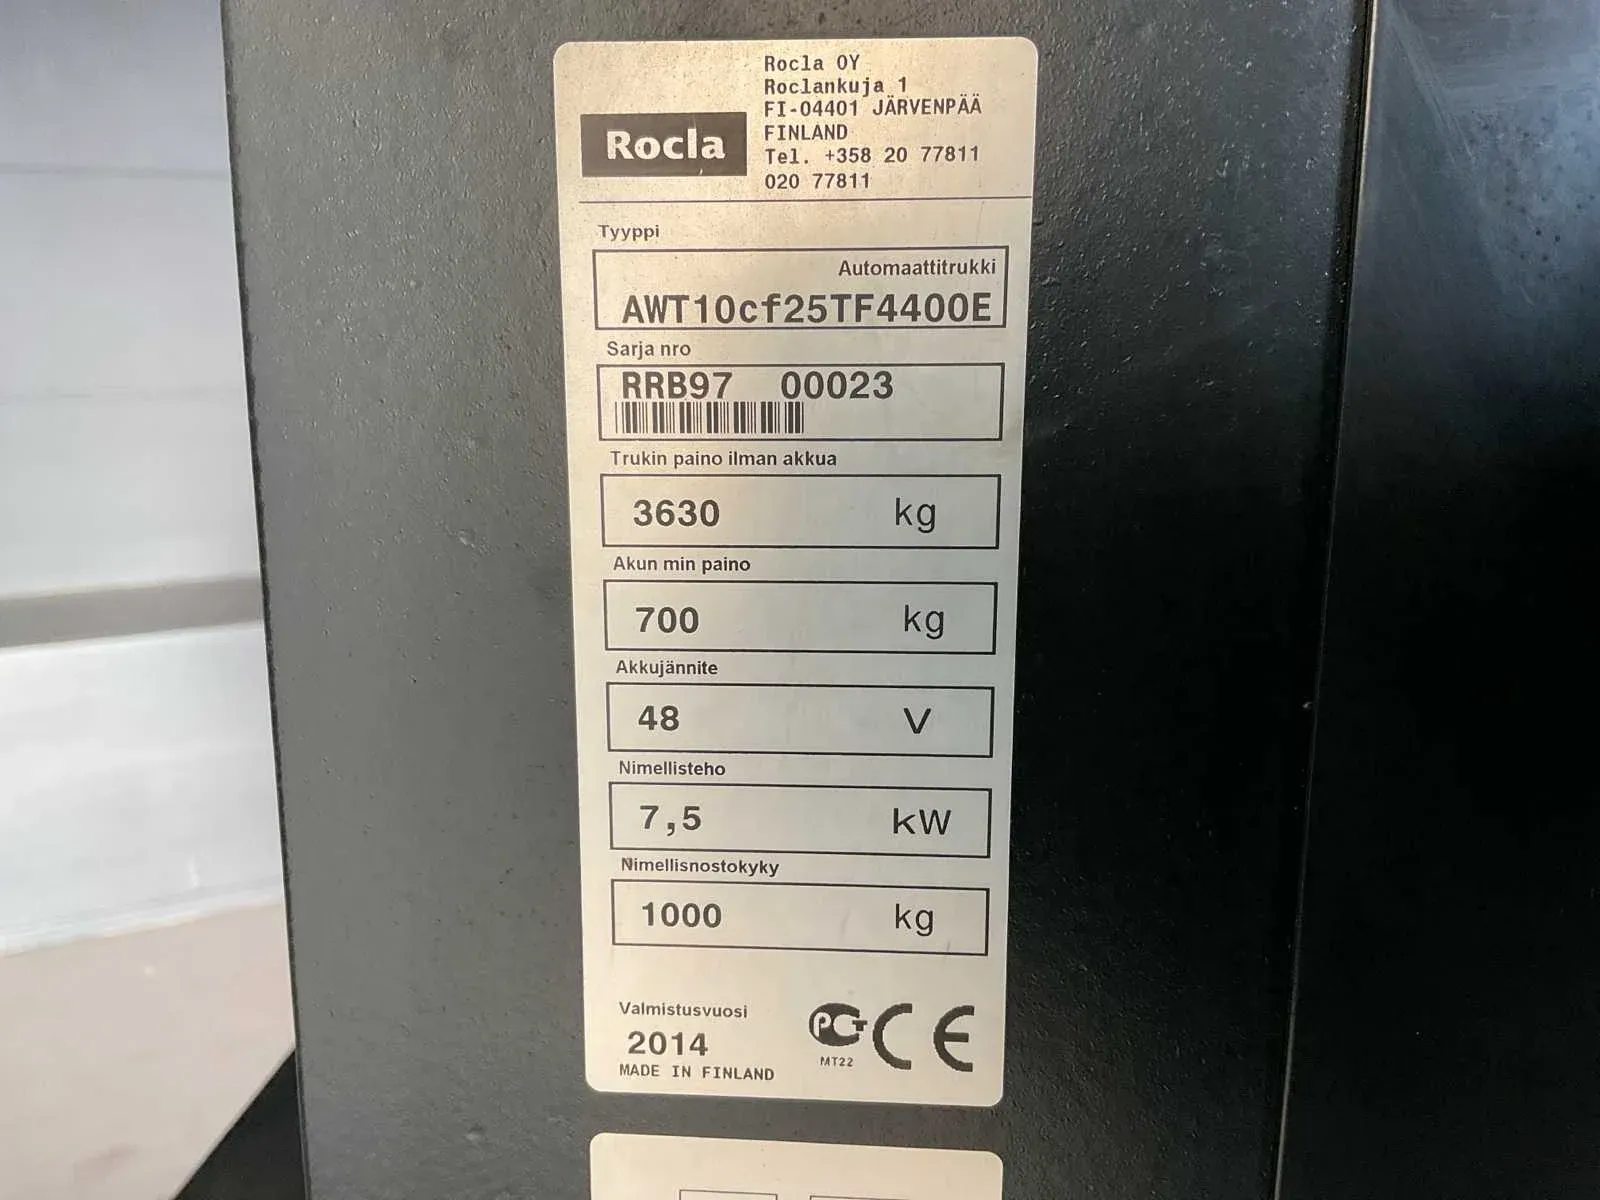 Rocla
Rocla OY
Roclankuja 1
FI-04401 JÄRVENPÄÄ
FINLAND
Tel. +358 20 77811
020 77811
Tyyppi
Automaattitrukki
AWT10cf25TF4400E
Sarja nro
RRB97 00023
Trukin paino ilman akkua
3630 kg
Akun min paino
700 kg
Akkujännite
48 V
Nimellisteho
7,5 kW
Nimellisnostokyky
1000 kg
Valmistusvuosi
2014
MADE IN FINLAND
PCT
MT22
CE